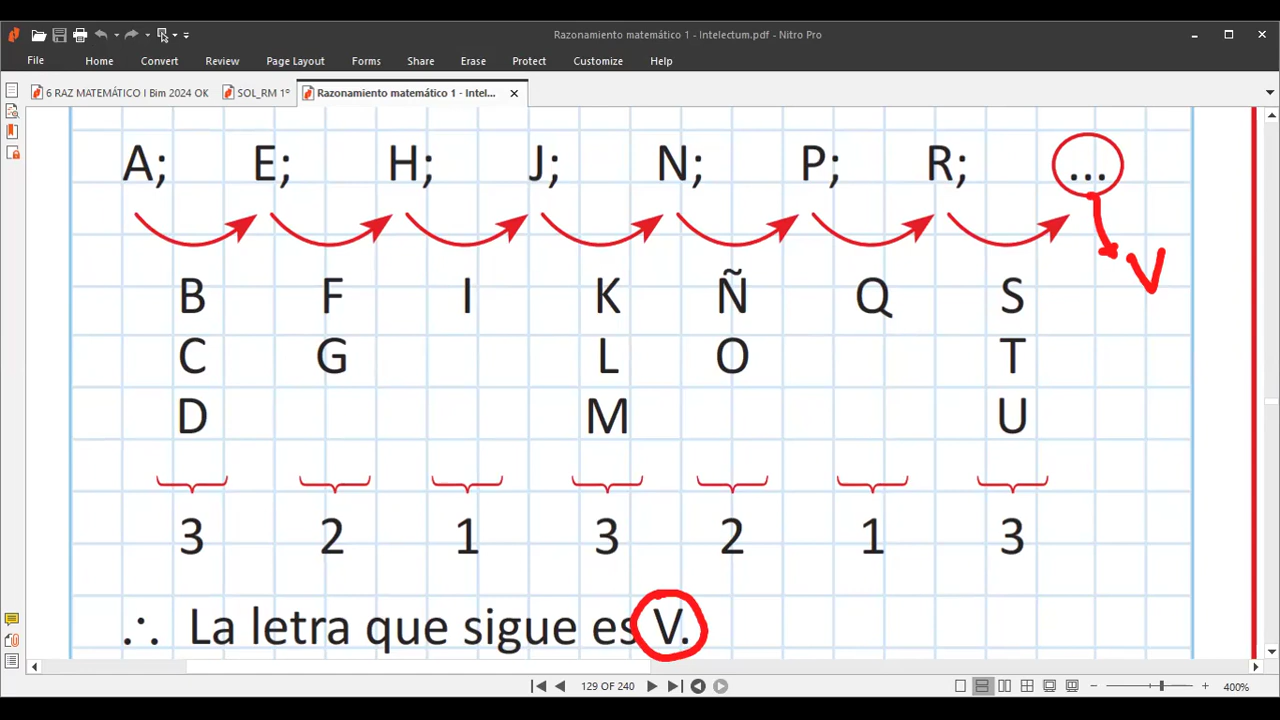 Razonamiento matemático 1 - Intelectum.pdf - Nitro Pro
File Home Convert Review Page Layout Forms Share Erase Protect Customize Help
6 RAZ MATEMÁTICO I Bim 2024 OK SOL_RM 1º Razonamiento matemático 1 - Intel...
A; E; H; J; N; P; R; ...
V
B F I K Ñ Q S
C G L O T
D M U
3 2 1 3 2 1 3
∴ La letra que sigue es V.
129 OF 240 400%